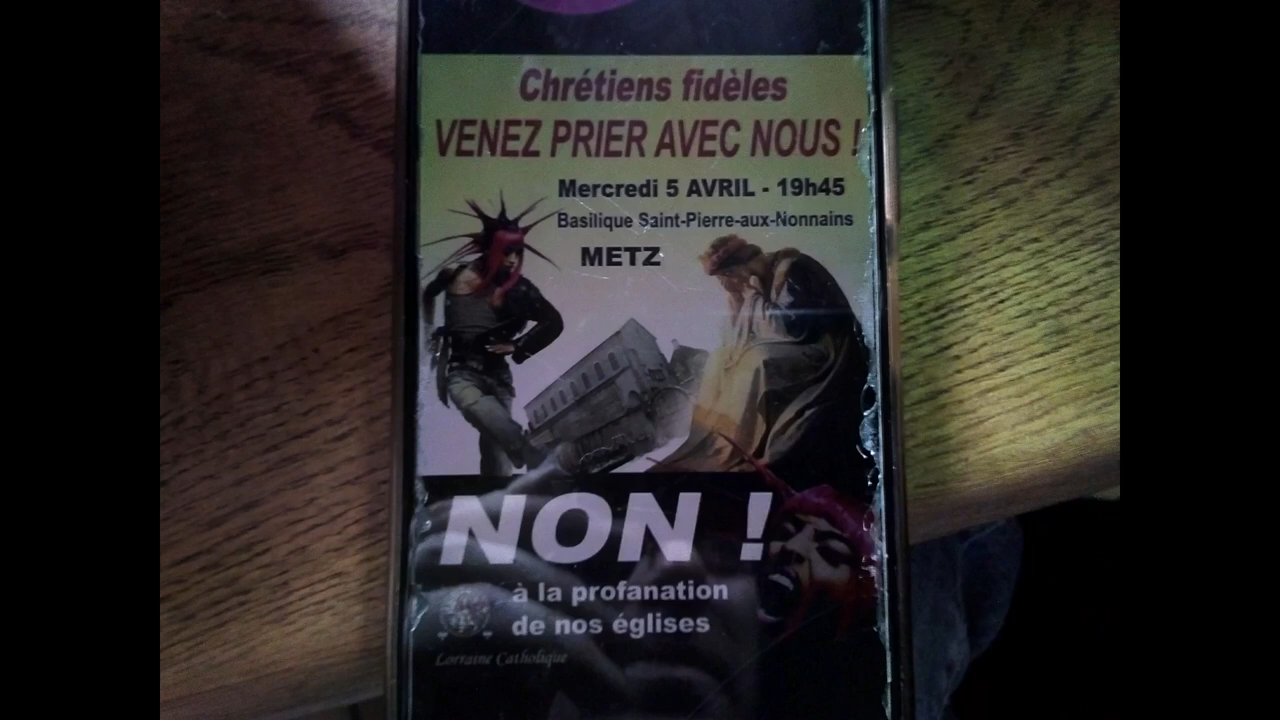 Chrétiens fidèles
VENEZ PRIER AVEC NOUS !
Mercredi 5 AVRIL - 19h45
Basilique Saint-Pierre-aux-Nonnains
METZ
NON !
à la profanation
de nos églises
Lorraine Catholique